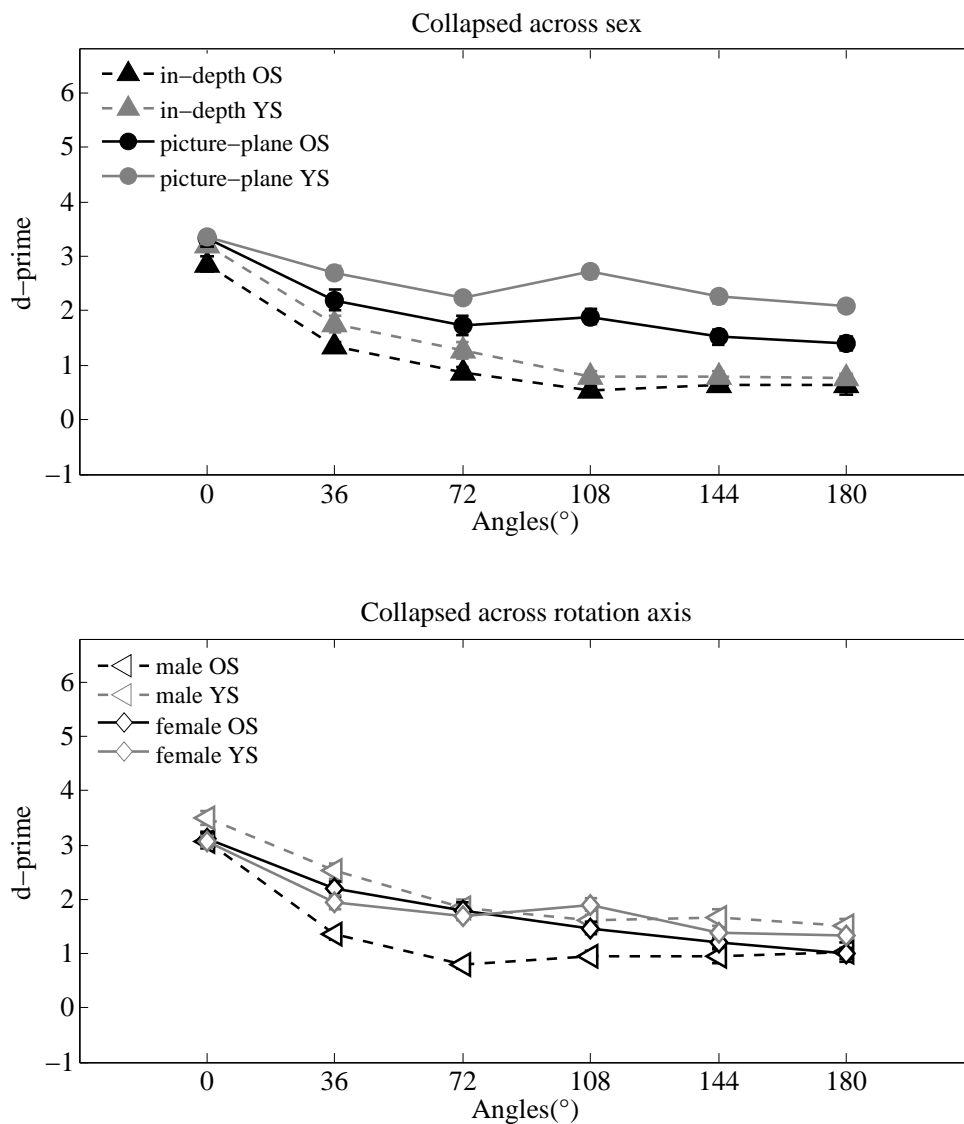 Collapsed across sex
in−depth OS
in−depth YS
picture−plane OS
picture−plane YS
d−prime
6
5
4
3
2
1
0
−1
0 36 72 108 144 180
Angles(°)
Collapsed across rotation axis
male OS
male YS
female OS
female YS
d−prime
6
5
4
3
2
1
0
−1
0 36 72 108 144 180
Angles(°)